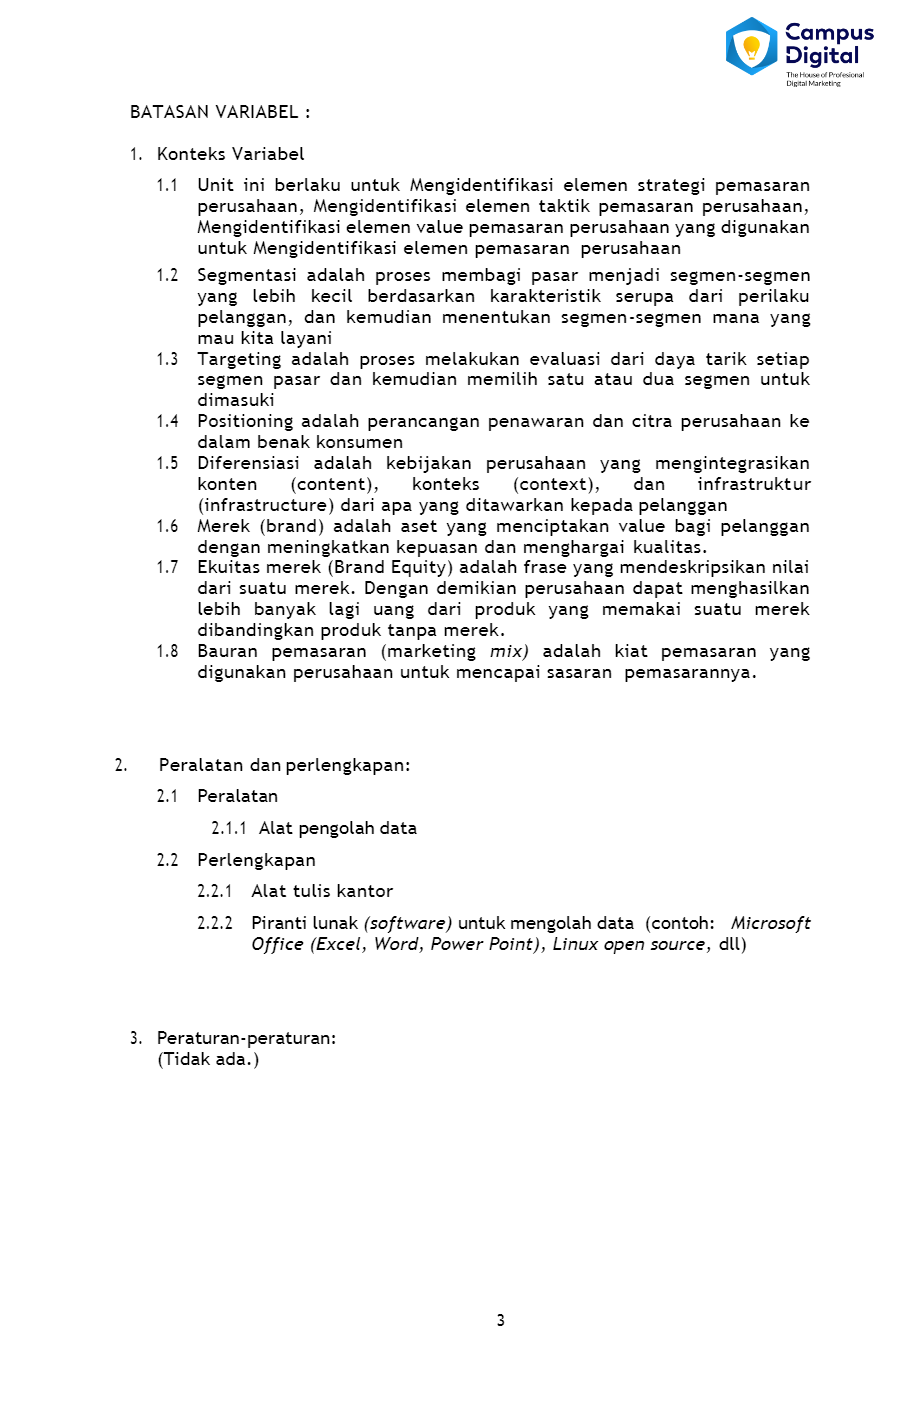 Campus
Digital
The House of Profesional
Digital Marketing
BATASAN VARIABEL :
1. Konteks Variabel
1.1 Unit ini berlaku untuk Mengidentifikasi elemen strategi pemasaran
perusahaan, Mengidentifikasi elemen taktik pemasaran perusahaan,
Mengidentifikasi elemen value pemasaran perusahaan yang digunakan
untuk Mengidentifikasi elemen pemasaran perusahaan
1.2 Segmentasi adalah proses membagi pasar menjadi segmen-segmen
yang lebih kecil berdasarkan karakteristik serupa dari perilaku
pelanggan, dan kemudian menentukan segmen-segmen mana yang
mau kita layani
1.3 Targeting adalah proses melakukan evaluasi dari daya tarik setiap
segmen pasar dan kemudian memilih satu atau dua segmen untuk
dimasuki
1.4 Positioning adalah perancangan penawaran dan citra perusahaan ke
dalam benak konsumen
1.5 Diferensiasi adalah kebijakan perusahaan yang mengintegrasikan
konten (content), konteks (context), dan infrastruktur
(infrastructure) dari apa yang ditawarkan kepada pelanggan
1.6 Merek (brand) adalah aset yang menciptakan value bagi pelanggan
dengan meningkatkan kepuasan dan menghargai kualitas.
1.7 Ekuitas merek (Brand Equity) adalah frase yang mendeskripsikan nilai
dari suatu merek. Dengan demikian perusahaan dapat menghasilkan
lebih banyak lagi uang dari produk yang memakai suatu merek
dibandingkan produk tanpa merek.
1.8 Bauran pemasaran (marketing mix) adalah kiat pemasaran yang
digunakan perusahaan untuk mencapai sasaran pemasarannya.
2. Peralatan dan perlengkapan:
2.1 Peralatan
2.1.1 Alat pengolah data
2.2 Perlengkapan
2.2.1 Alat tulis kantor
2.2.2 Piranti lunak (software) untuk mengolah data (contoh: Microsoft
Office (Excel, Word, Power Point), Linux open source, dll)
3. Peraturan-peraturan:
(Tidak ada.)
3